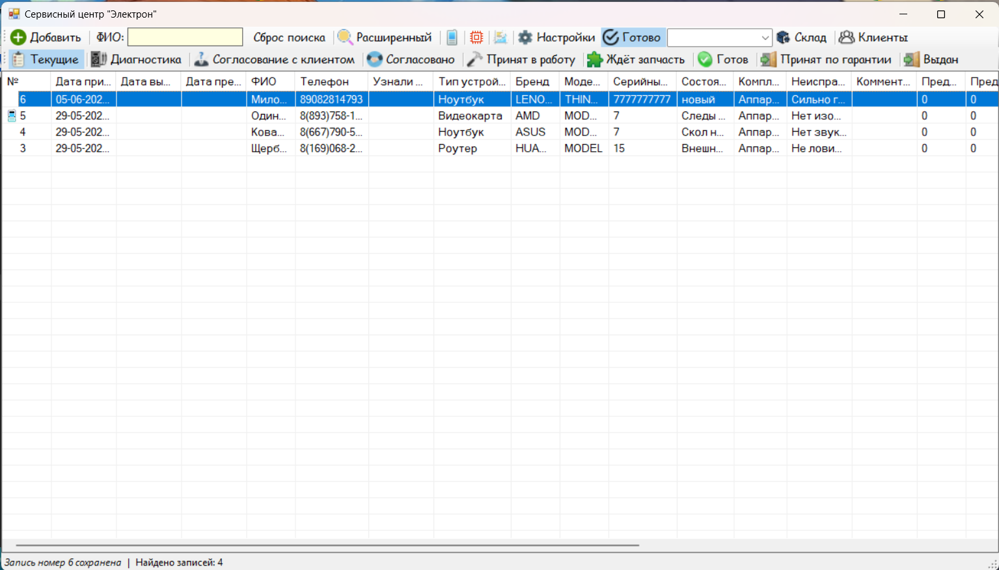 Сервисный центр "Электрон"
Добавить ФИО: Сброс поиска Расширенный Настройки Готово Склад Клиенты
Текущие Диагностика Согласование с клиентом Согласовано Принят в работу Ждёт запчасть Готов Принят по гарантии Выдан
№ Дата при... Дата вы... Дата пре... ФИО Телефон Узнали ... Тип устрой... Бренд Моде... Серийны... Состоя... Компл... Неиспра... Коммент... Пред... Пред
6 05-06-202... Мило... 89082814793 Ноутбук LENO... THIN... 7777777777 новый Аппар... Сильно г... 0 0
5 29-05-202... Один... 8(893)758-1... Видеокарта AMD MOD... 7 Следы ... Аппар... Нет изо... 0 0
4 29-05-202... Кова... 8(667)790-5... Ноутбук ASUS MOD... 7 Скол н... Аппар... Нет звук... 0 0
3 29-05-202... Щерб... 8(169)068-2... Роутер HUA... MODEL 15 Внешн... Аппар... Не лови... 0 0
Запись номер 6 сохранена | Найдено записей: 4